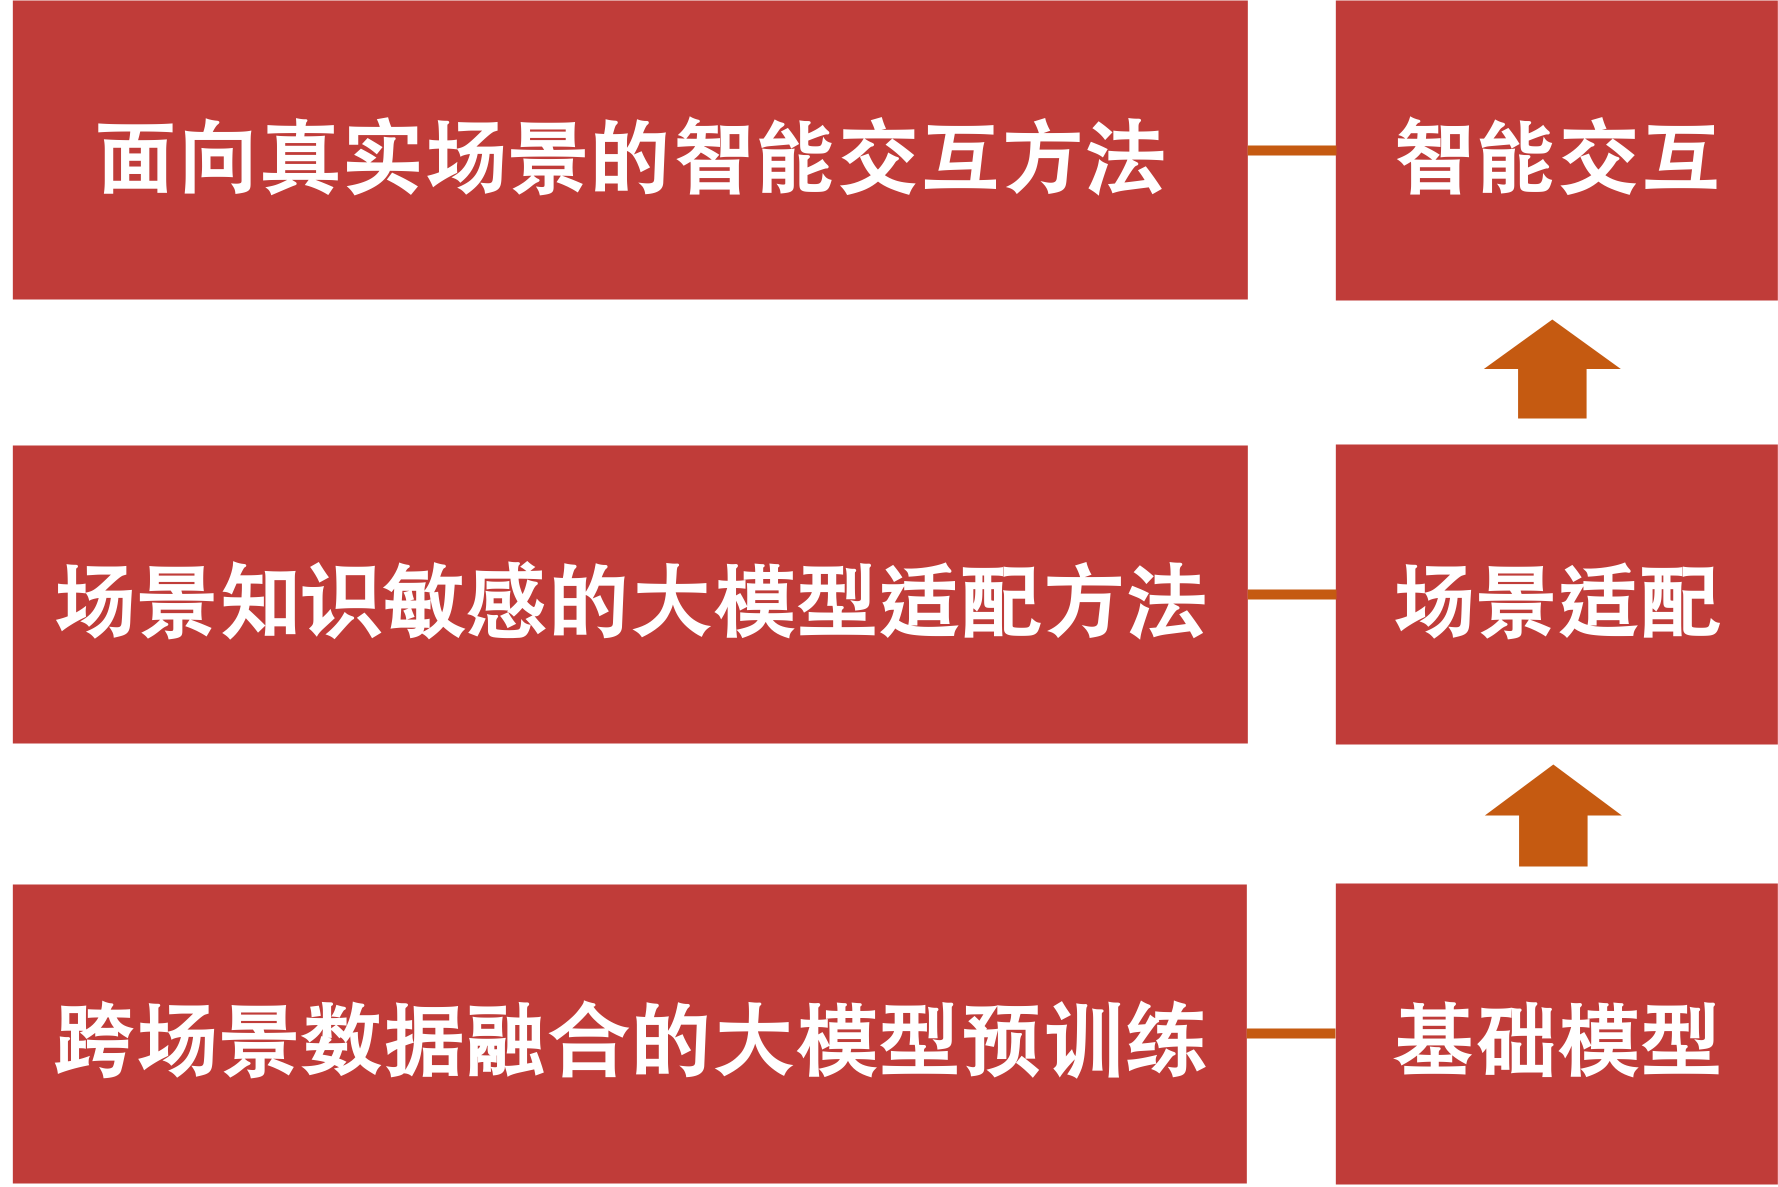 面向真实场景的智能交互方法
智能交互
场景知识敏感的大模型适配方法
场景适配
跨场景数据融合的大模型预训练
基础模型